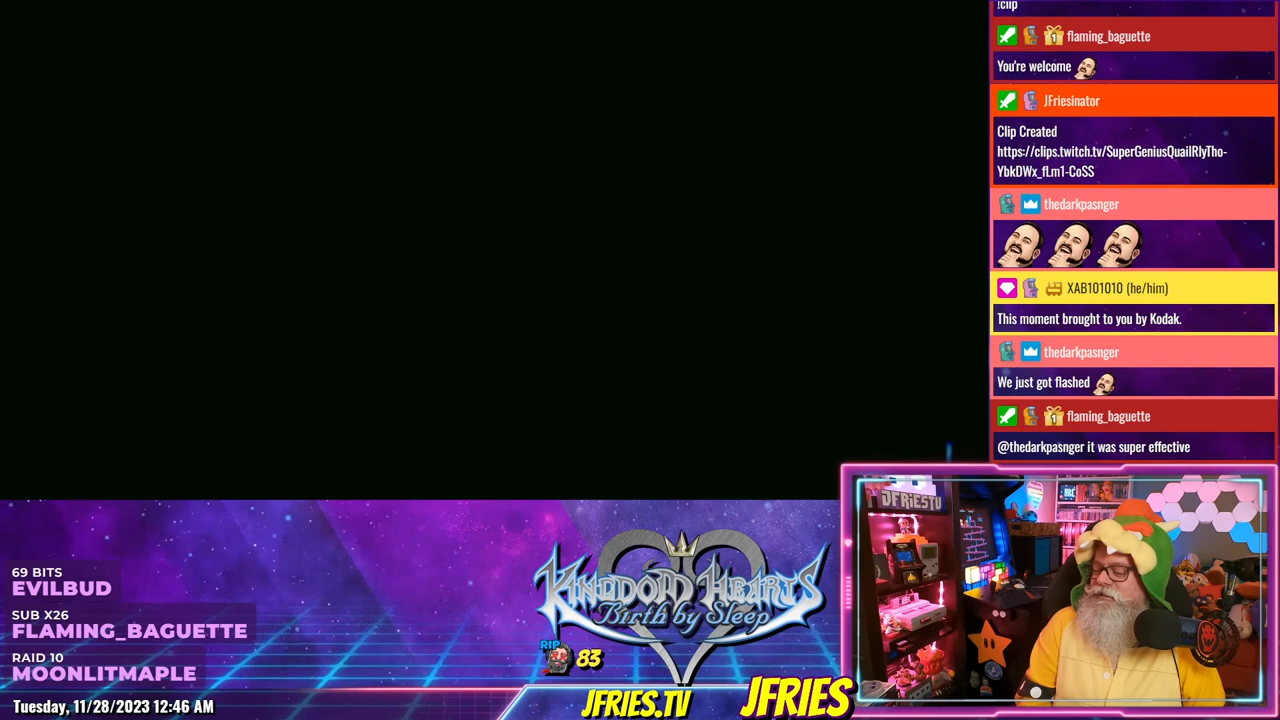 !clip
flaming_baguette
You're welcome
JFriesinator
Clip Created
https://clips.twitch.tv/SuperGeniusQuailRlyTho-
YbkDWx_fLm1-CoSS
thedarkpasnger
XAB101010 (he/him)
This moment brought to you by Kodak.
thedarkpasnger
We just got flashed
flaming_baguette
@thedarkpasnger it was super effective
69 BITS
EVILBUD
SUB X26
FLAMING_BAGUETTE
RAID 10
MOONLITMAPLE
Tuesday, 11/28/2023 12:46 AM
KINGDOM HEARTS
Birth by Sleep
RIP
83
JFRIES.TV
JFRIES
JFRIESTV